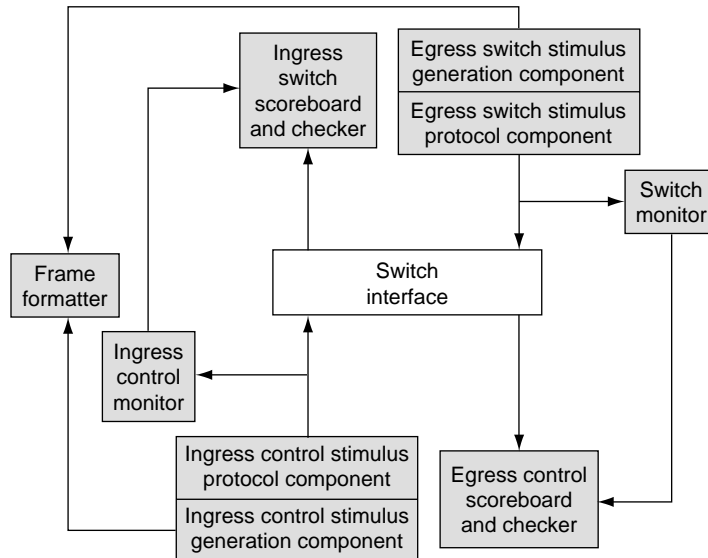 Ingress
switch
scoreboard
and checker
Egress switch stimulus
generation component
Egress switch stimulus
protocol component
Switch
monitor
Frame
formatter
Switch
interface
Ingress
control
monitor
Ingress control stimulus
protocol component
Ingress control stimulus
generation component
Egress control
scoreboard
and checker